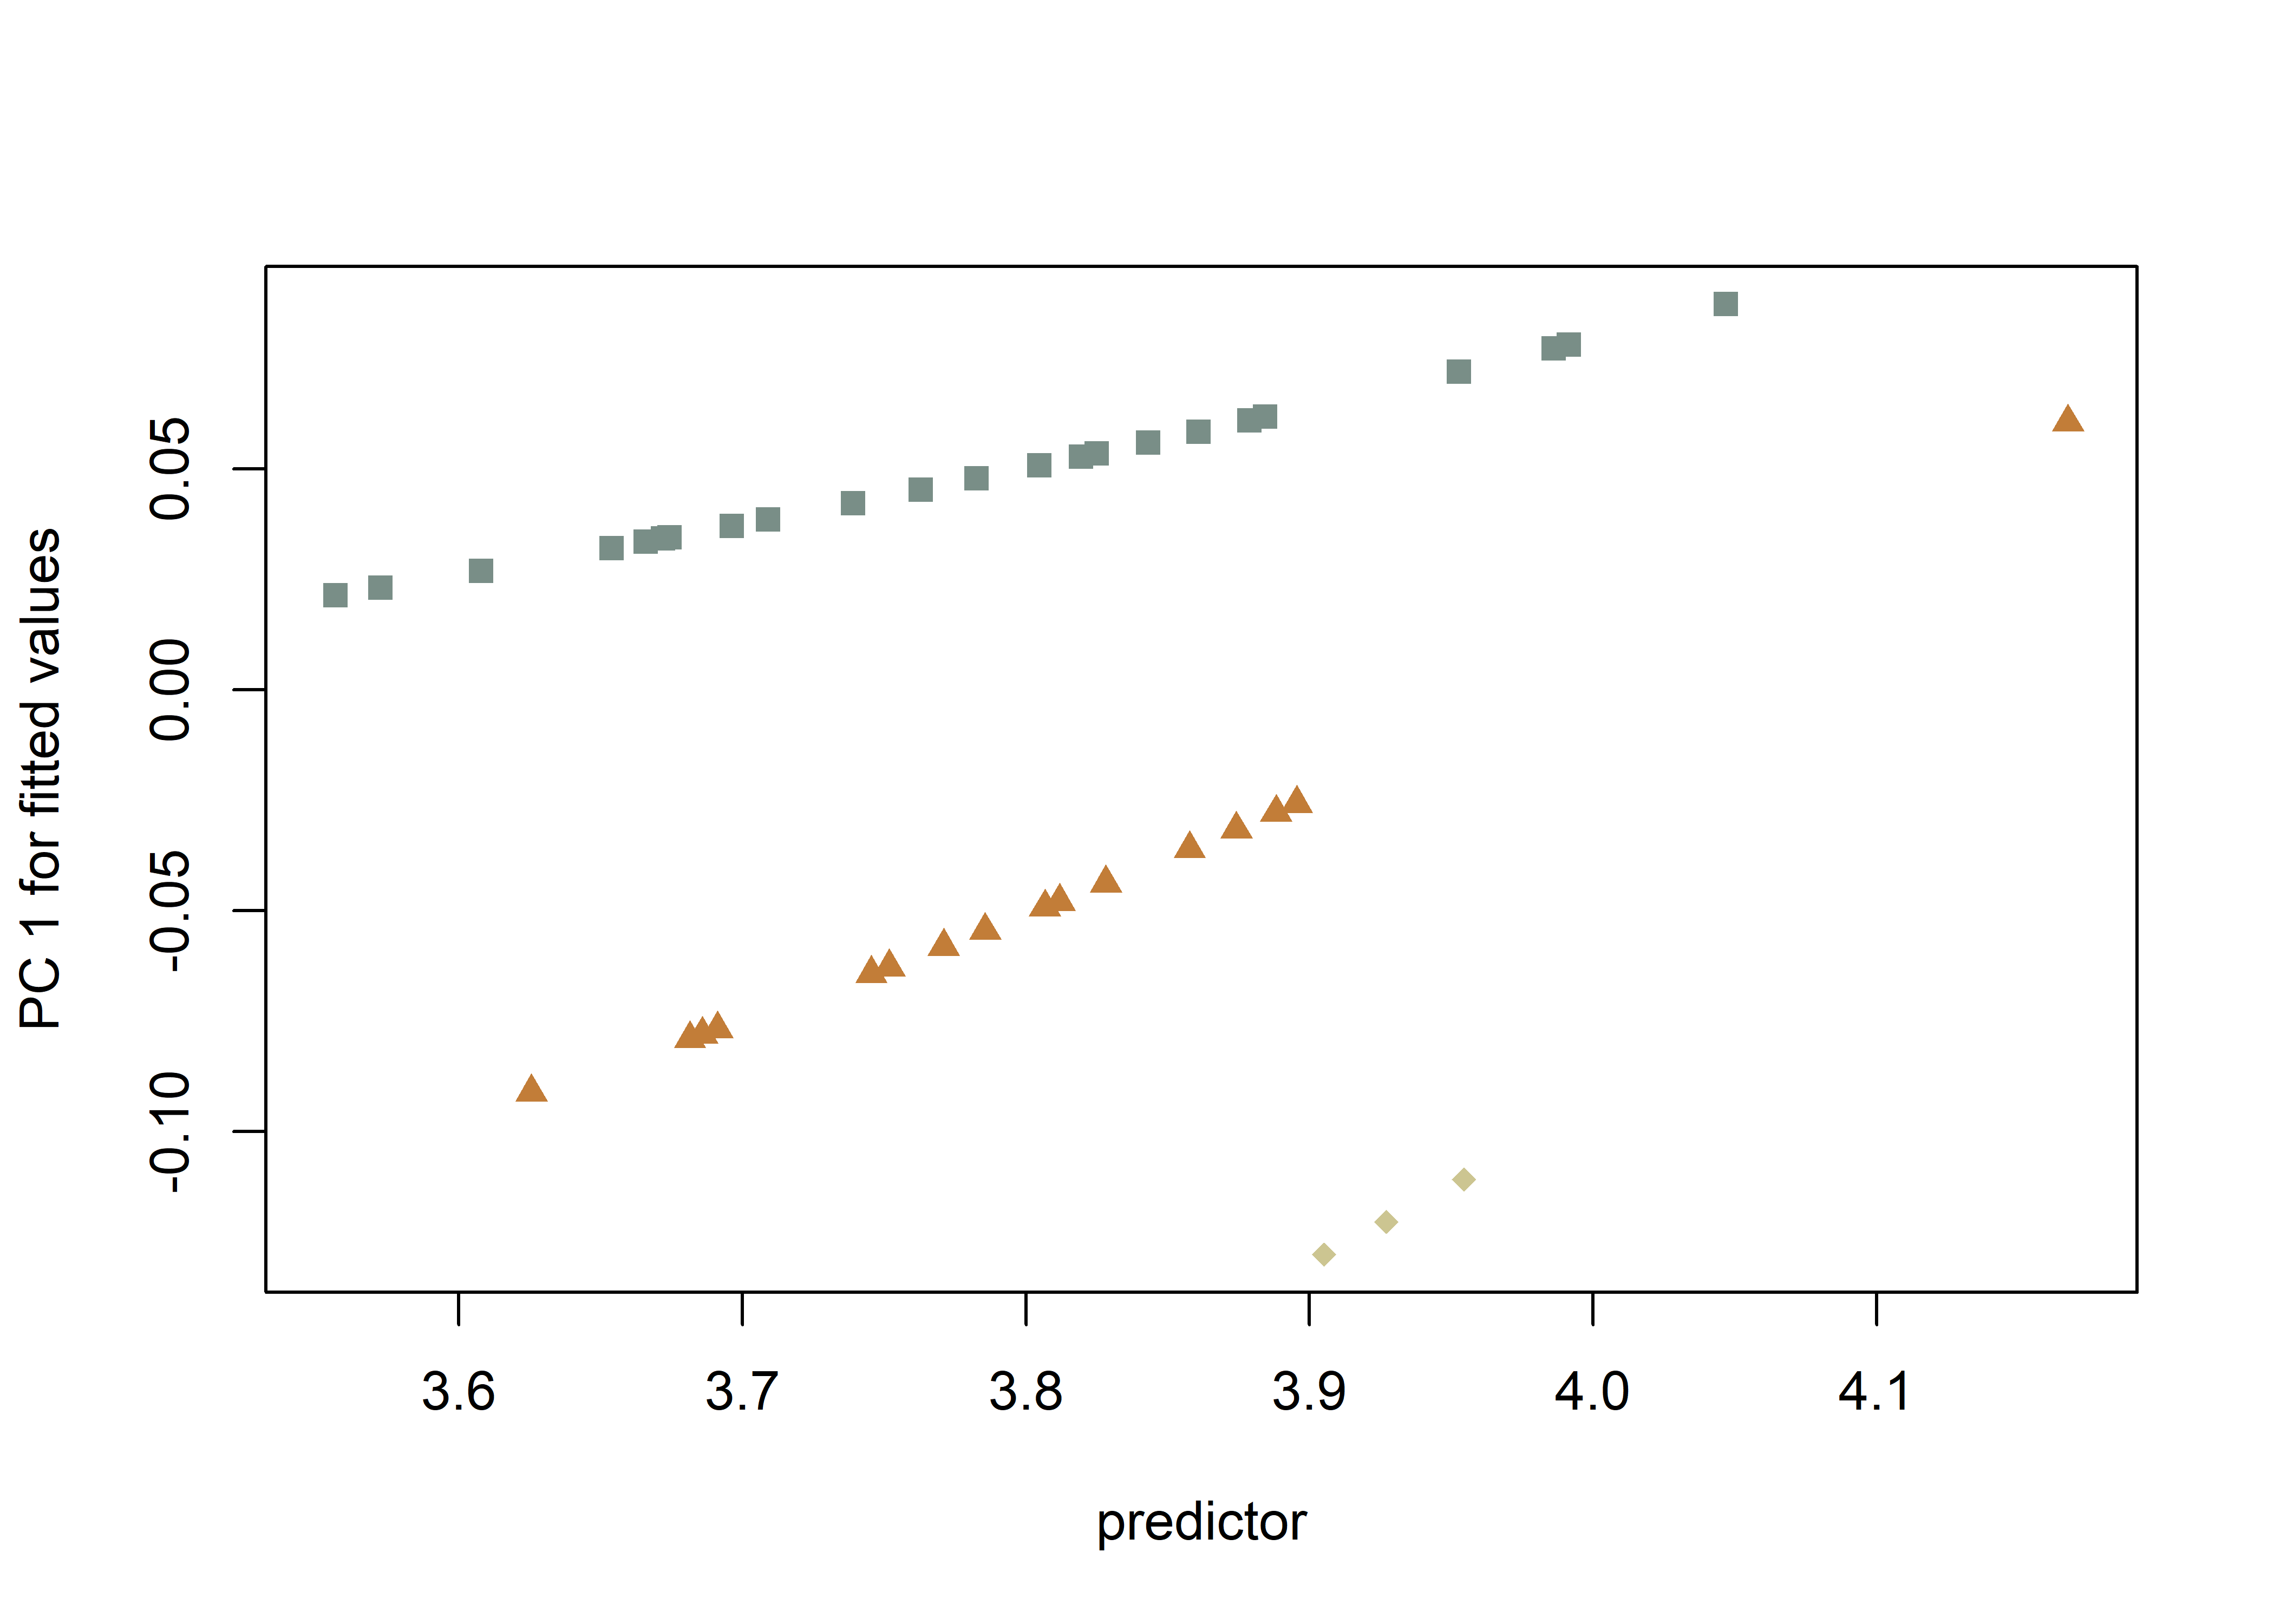 PC 1 for fitted values
0.05
0.00
-0.05
-0.10
3.6 3.7 3.8 3.9 4.0 4.1
predictor